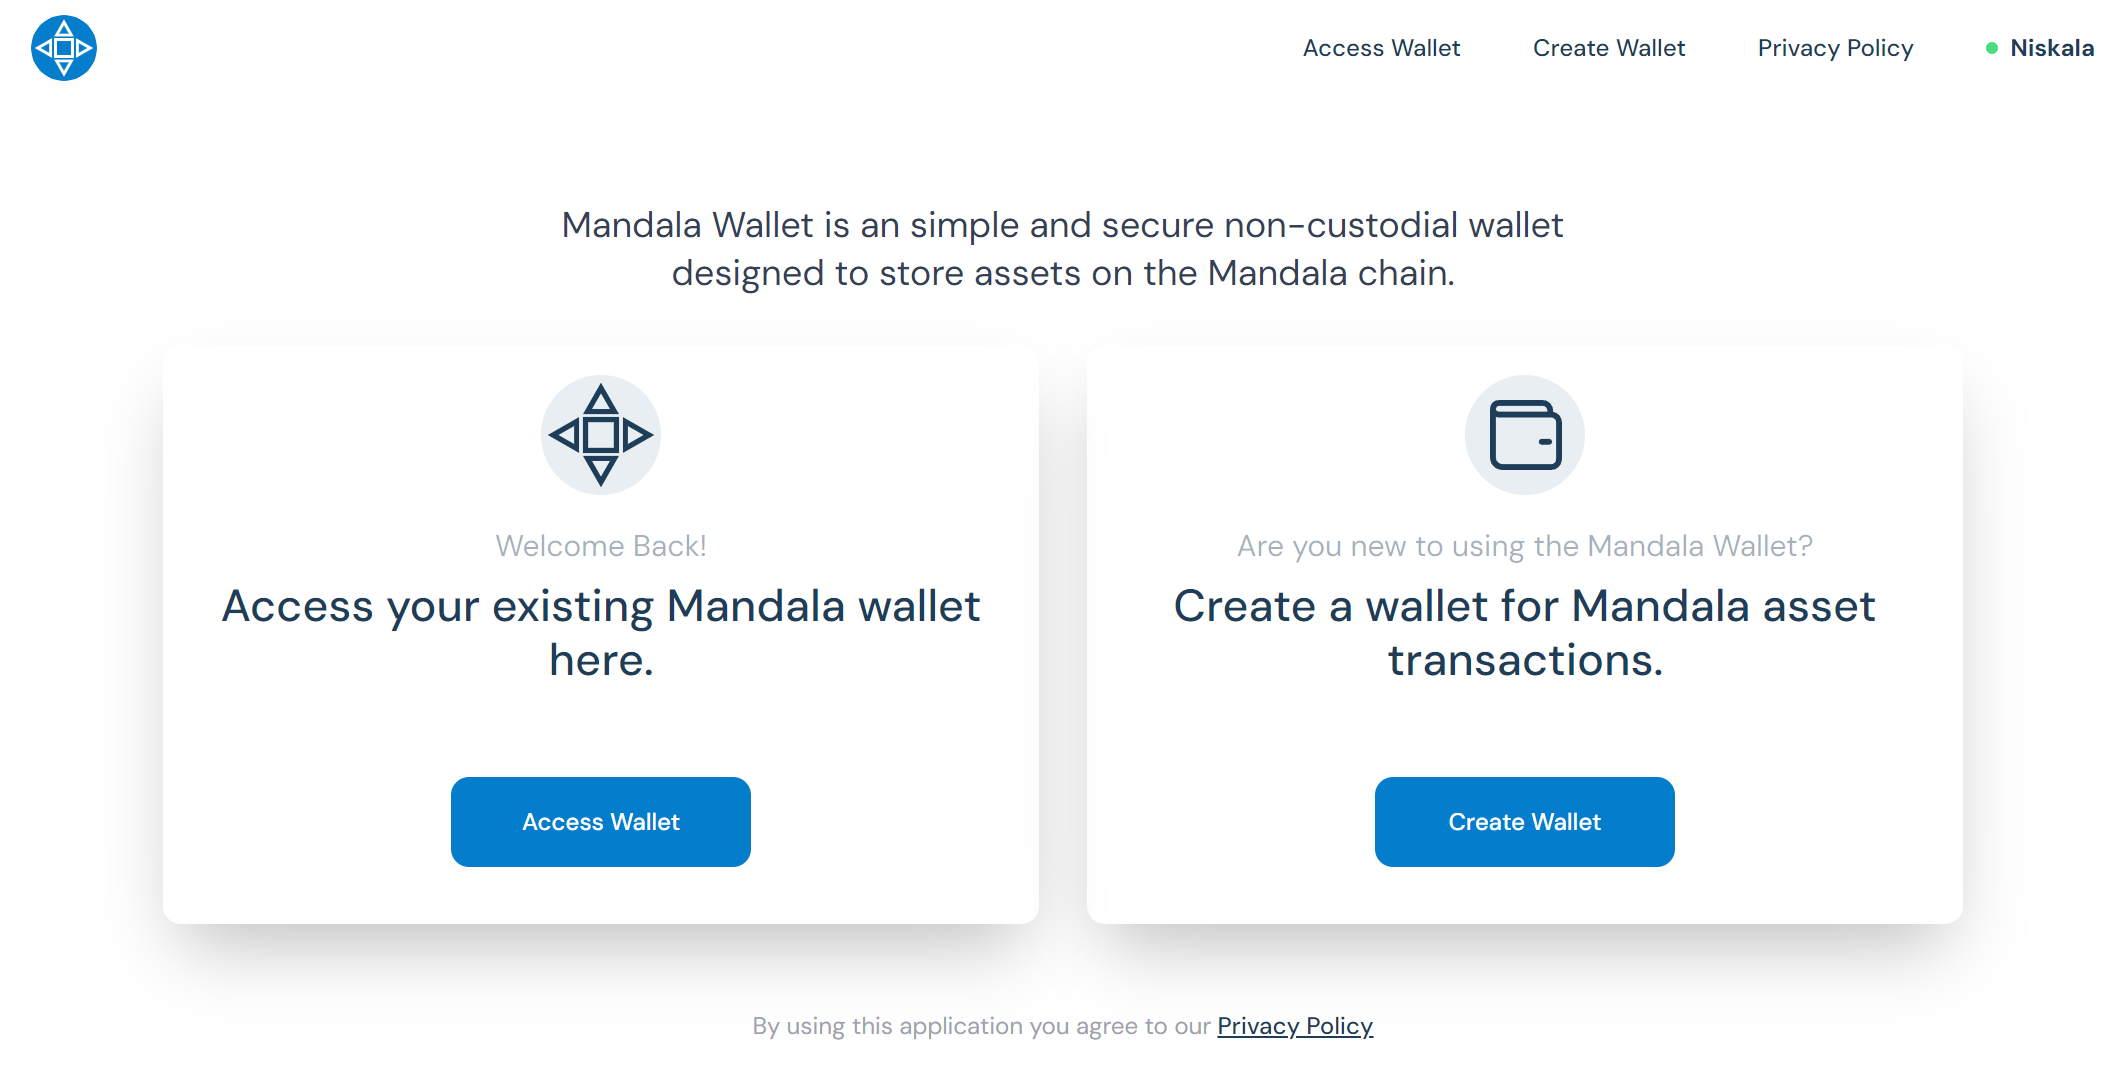 Access Wallet
Create Wallet
Privacy Policy
Niskala
Mandala Wallet is an simple and secure non-custodial wallet
designed to store assets on the Mandala chain.
Welcome Back!
Access your existing Mandala wallet
here.
Access Wallet
Are you new to using the Mandala Wallet?
Create a wallet for Mandala asset
transactions.
Create Wallet
By using this application you agree to our Privacy Policy